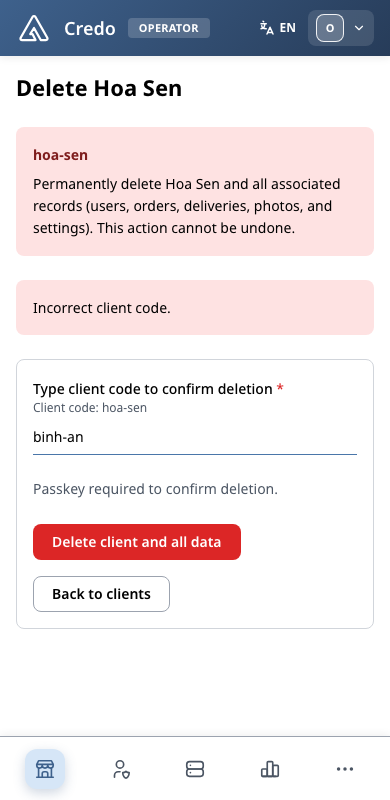 Credo
OPERATOR
EN
O
Delete Hoa Sen
hoa-sen
Permanently delete Hoa Sen and all associated
records (users, orders, deliveries, photos, and
settings). This action cannot be undone.
Incorrect client code.
Type client code to confirm deletion *
Client code: hoa-sen
binh-an
Passkey required to confirm deletion.
Delete client and all data
Back to clients